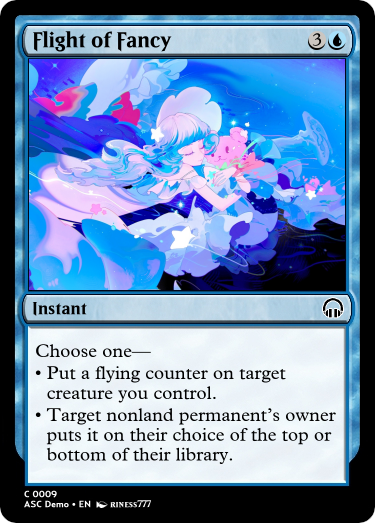 Flight of Fancy 3
Instant
Choose one—
• Put a flying counter on target
creature you control.
• Target nonland permanent's owner
puts it on their choice of the top or
bottom of their library.
C 0009
ASC Demo • EN RINESS777